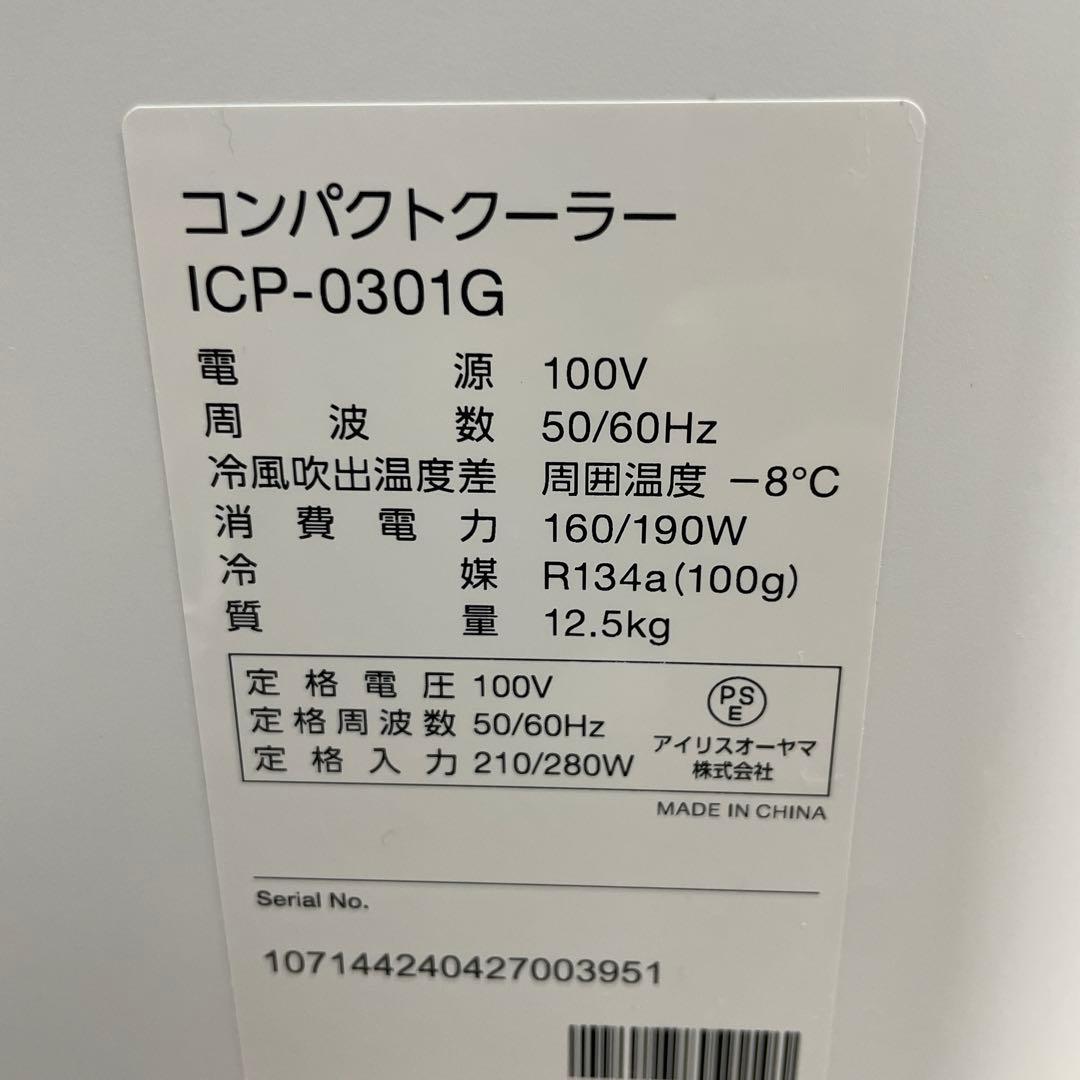 コンパクトクーラー
ICP-0301G
電源 100V
周波数 50/60Hz
冷風吹出温度差 周囲温度 −8℃
消費電力 160/190W
冷媒 R134a(100g)
質量 12.5kg
定格電圧 100V
定格周波数 50/60Hz
定格入力 210/280W
PSE
アイリスオーヤマ
株式会社
MADE IN CHINA
Serial No.
107144240427003951